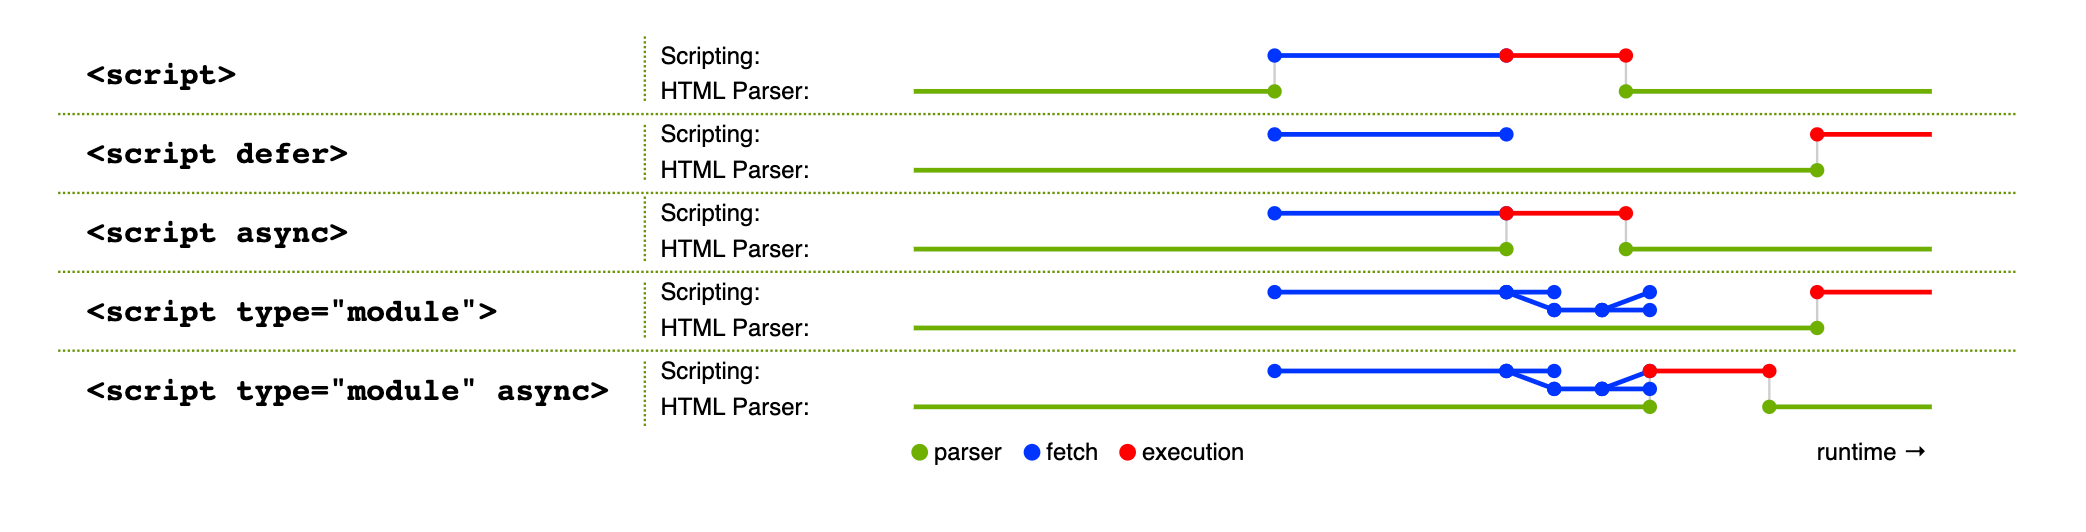 <script>
Scripting:
HTML Parser:
<script defer>
Scripting:
HTML Parser:
<script async>
Scripting:
HTML Parser:
<script type="module">
Scripting:
HTML Parser:
<script type="module" async>
Scripting:
HTML Parser:
parser fetch execution runtime →